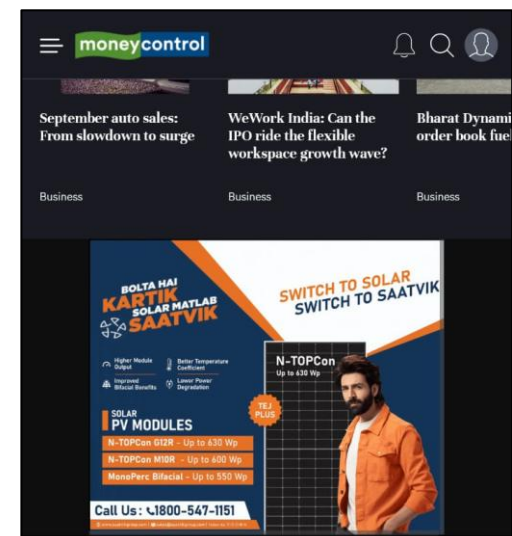 moneycontrol
September auto sales:
From slowdown to surge
Business
WeWork India: Can the
IPO ride the flexible
workspace growth wave?
Business
Bharat Dynami
order book fuel
Business
BOLTA HAI
KARTIK
SOLAR MATLAB
SAATVIK
SWITCH TO SOLAR
SWITCH TO SAATVIK
Higher Module
Output
Better Temperature
Coefficient
Improved
Bifacial Benefits
Lower Power
Degradation
SOLAR
PV MODULES
N-TOPCon G12R - Up to 630 Wp
N-TOPCon M10R - Up to 600 Wp
MonoPerc Bifacial - Up to 550 Wp
N-TOPCon
Up to 630 Wp
TEJ
PLUS
Call Us: 1800-547-1151